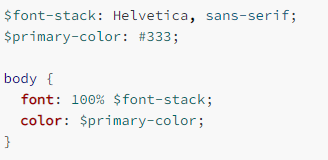 $font-stack: Helvetica, sans-serif;
$primary-color: #333;

body {
  font: 100% $font-stack;
  color: $primary-color;
}